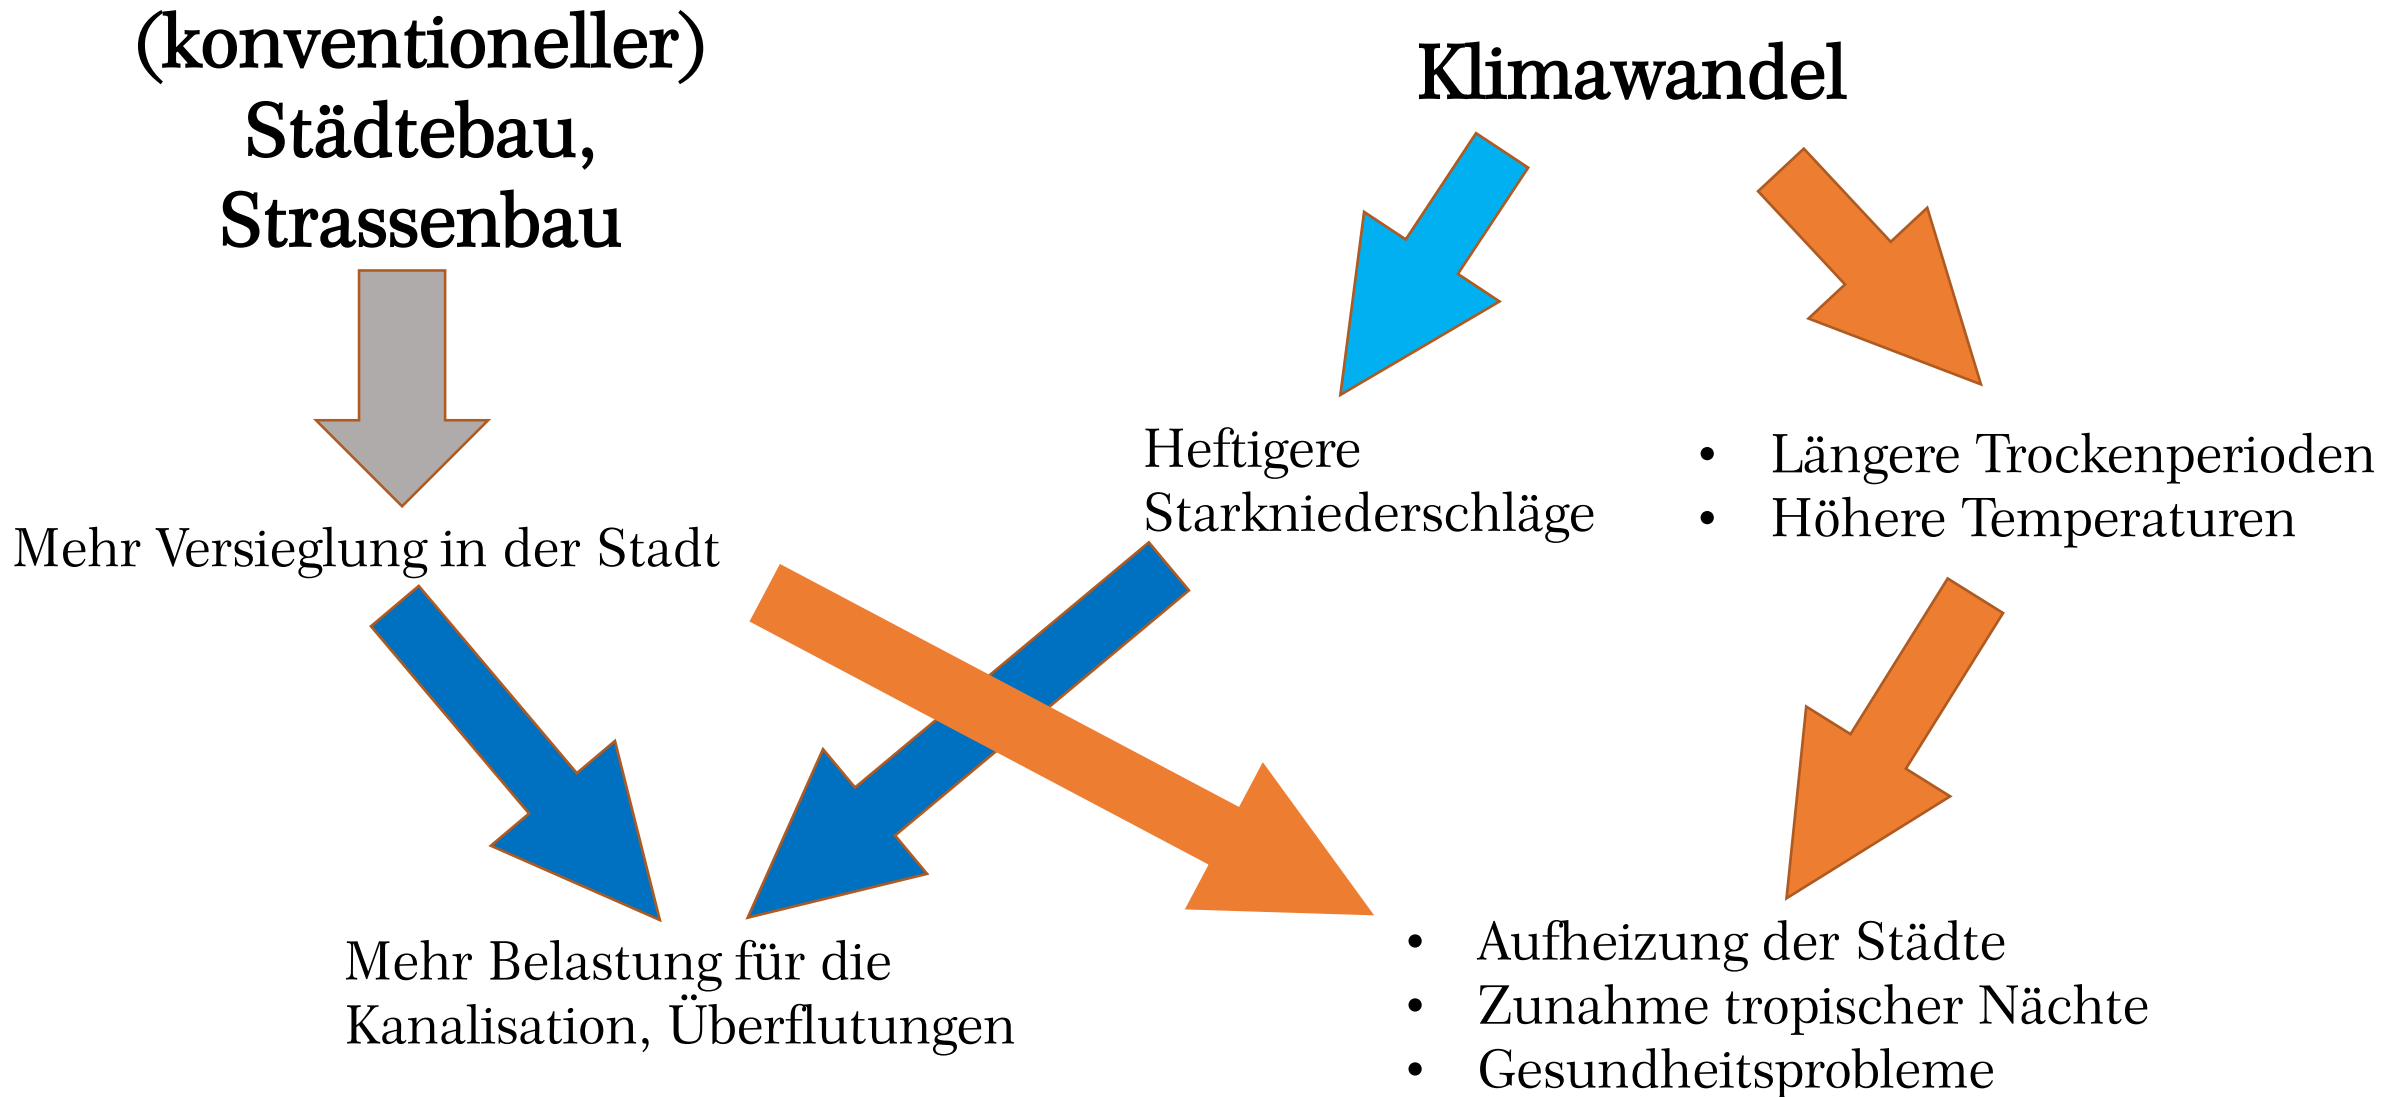 (konventioneller)
Städtebau,
Strassenbau
Klimawandel
Heftigere
Starkniederschläge
• Längere Trockenperioden
• Höhere Temperaturen
Mehr Versieglung in der Stadt
Mehr Belastung für die
Kanalisation, Überflutungen
• Aufheizung der Städte
• Zunahme tropischer Nächte
• Gesundheitsprobleme